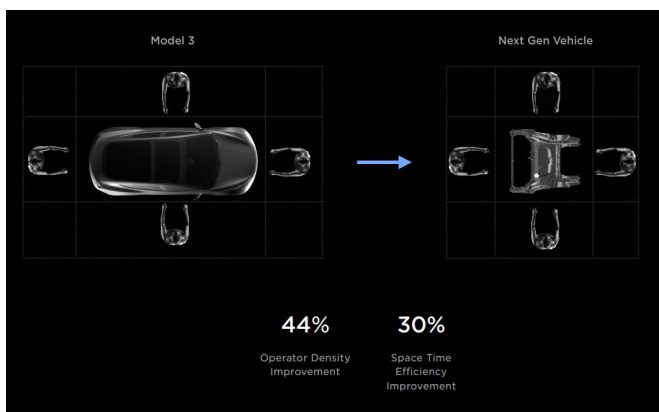 Model 3
Next Gen Vehicle
44%
Operator Density
Improvement
30%
Space Time
Efficiency
Improvement